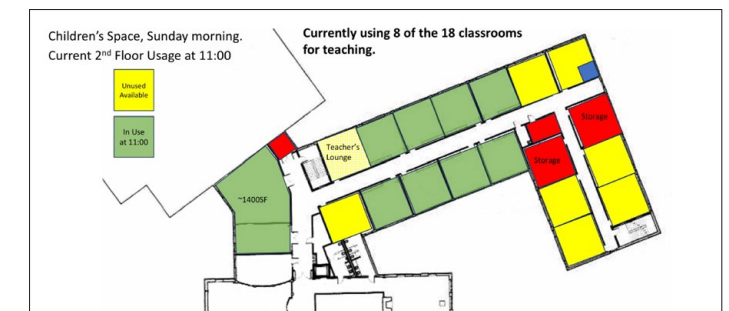 Children's Space, Sunday morning.
Current 2nd Floor Usage at 11:00
Currently using 8 of the 18 classrooms
for teaching.
Unused
Available
In Use
at 11:00
Teacher's
Lounge
Storage
Storage
~1400SF